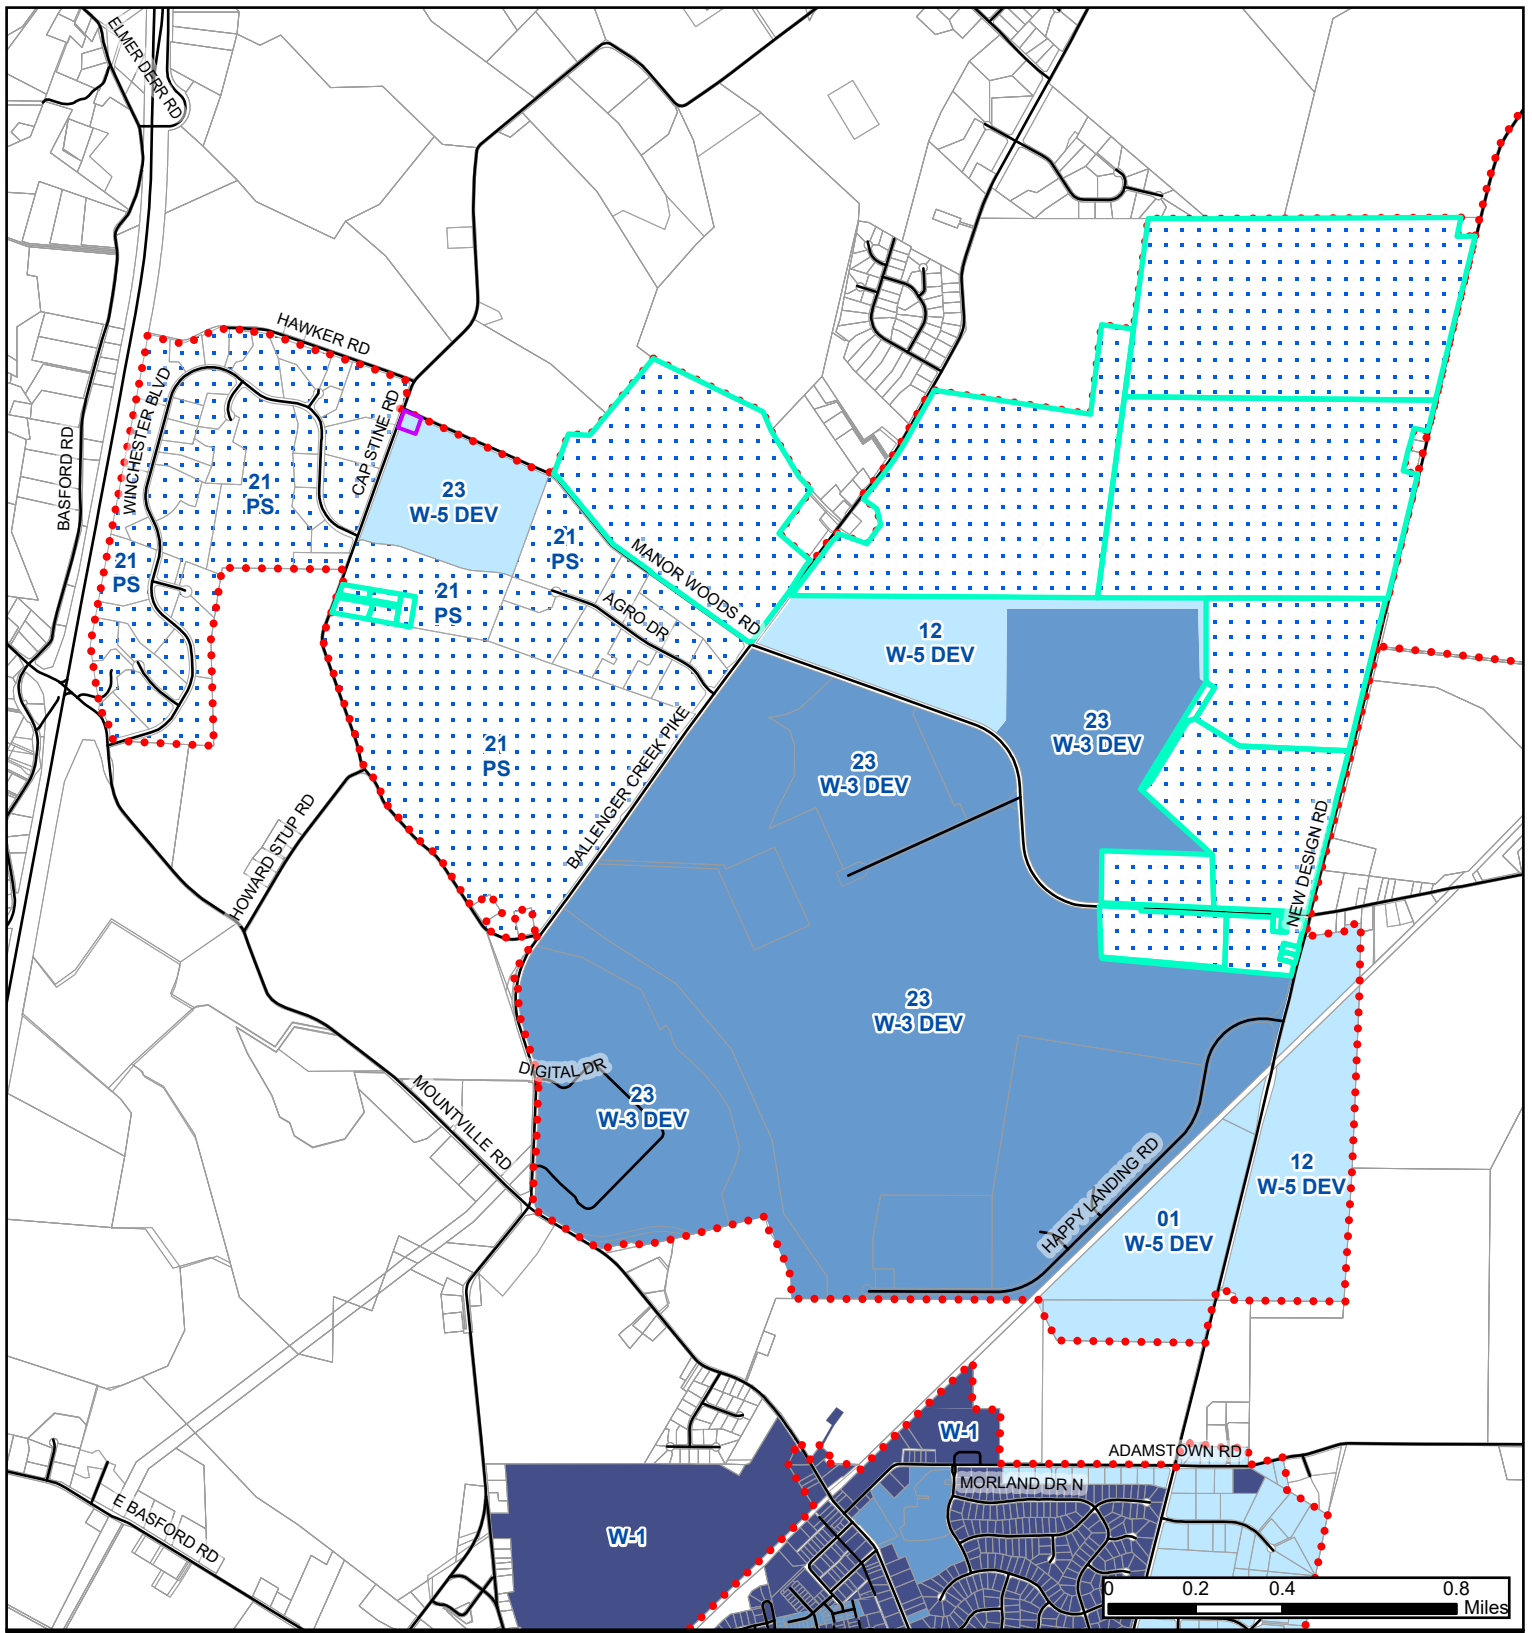 ELMER DERR RD
HAWKER RD
WINCHESTER BLVD
CAP STINE RD
BASFORD RD
21
PS
23
W-5 DEV
21
PS
21
PS
21
PS
MANOR WOODS RD
AGRO DR
12
W-5 DEV
23
W-3 DEV
21
PS
23
W-3 DEV
BALLENGER CREEK PIKE
HOWARD STUP RD
NEW DESIGN RD
23
W-3 DEV
DIGITAL DR
23
W-3 DEV
MOUNTVILLE RD
HAPPY LANDING RD
12
W-5 DEV
01
W-5 DEV
W-1
ADAMSTOWN RD
MORLAND DR N
E BASFORD RD
W-1
0 0.2 0.4 0.8
Miles